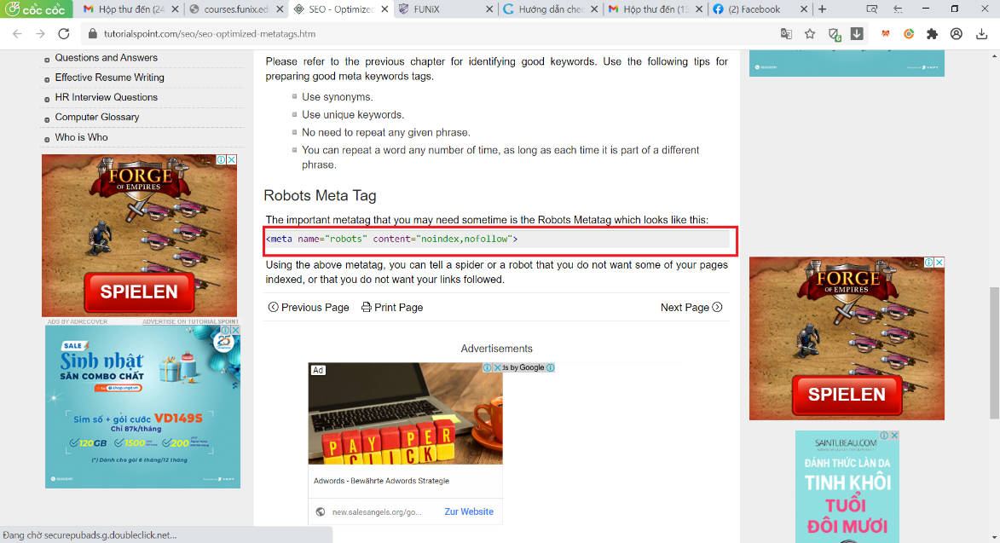 cốc cốc
Hộp thư đến (24
courses.funix.ed
SEO - Optimized
FUNiX
Hướng dẫn chec
Hộp thư đến (15
(2) Facebook
tutorialspoint.com/seo/seo-optimized-metatags.htm
6
Questions and Answers
Effective Resume Writing
HR Interview Questions
Computer Glossary
Who is Who
FORGE
OF EMPIRES
SPIELEN
ADS BY ADRECOVER
ADVERTISE ON TUTORIALSPOINT
SALE
25
Sinh nhật
SĂN COMBO CHẤT
shop.vnpt.vn
Sim số + gói cước VD149S
Chỉ 87k/tháng
120GB
1500
200
(*) Dành cho gói 6 tháng/12 tháng
Please refer to the previous chapter for identifying good keywords. Use the following tips for
preparing good meta keywords tags.
Use synonyms.
Use unique keywords.
No need to repeat any given phrase.
You can repeat a word any number of time, as long as each time it is part of a different
phrase.
Robots Meta Tag
The important metatag that you may need sometime is the Robots Metatag which looks like this:
<meta name="robots" content="noindex,nofollow">
Using the above metatag, you can tell a spider or a robot that you do not want some of your pages
indexed, or that you do not want your links followed.
Previous Page
Print Page
Next Page
Advertisements
Ad
ds by Google
PAY PER
CLICK
Adwords - Bewährte Adwords Strategie
new.salesangels.org/go...
Zur Website
FORGE
OF EMPIRES
SPIELEN
SAINTLBEAU.COM
ĐÁNH THỨC LÀN DA
TINH KHÔI
TUỔI
ĐÔI MƯƠI
Đang chờ securepubads.g.doubleclick.net...